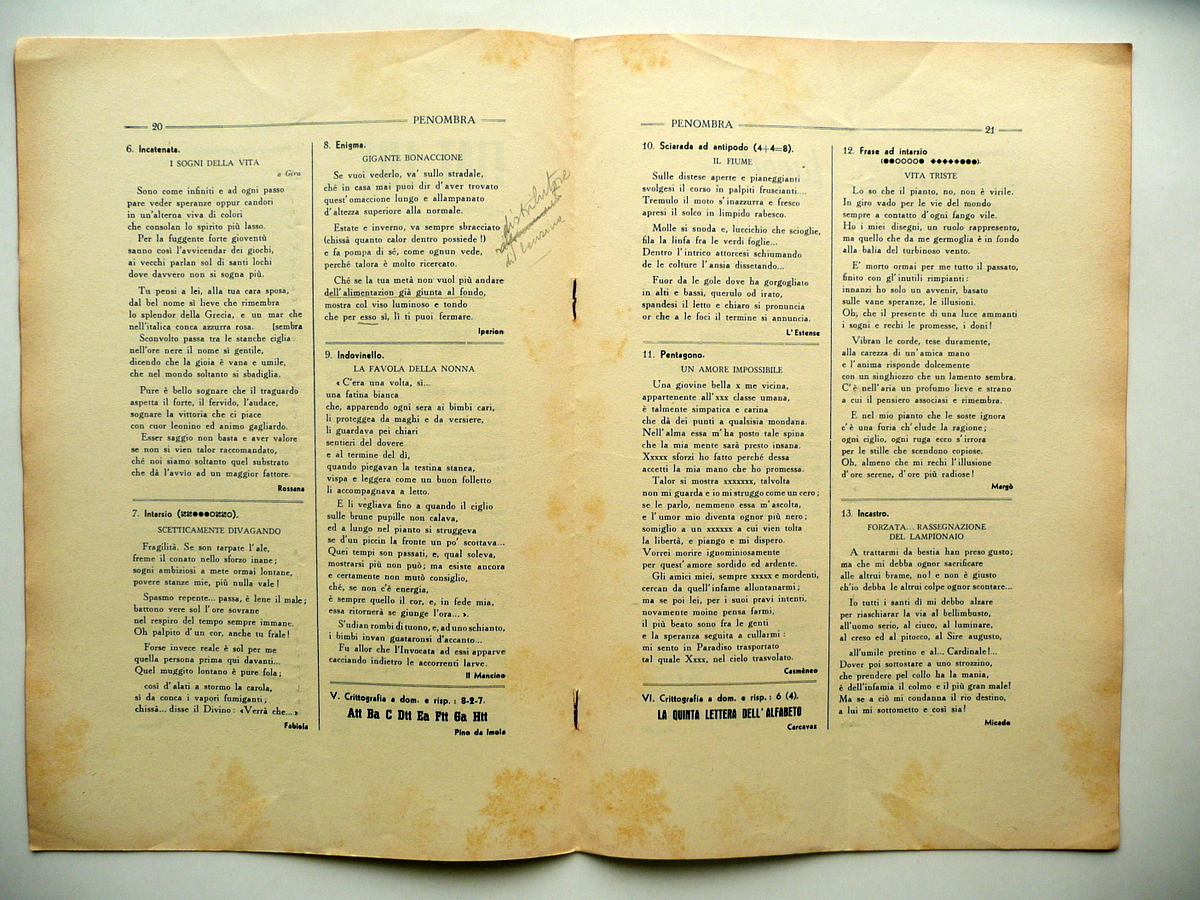 20
PENOMBRA
6. Incatenata.
I SOGNI DELLA VITA
a Gira
Sono come infiniti e ad ogni passo
pare veder speranze oppur candori
in un'alterna viva di colori
che consolan lo spirito più lasso.
Per la fuggente forte gioventù
sanno così l'avvicendar dei giochi,
ai vecchi parlan sol di santi lochi
dove davvero non si sogna più.
Tu pensi a lei, alla tua cara sposa,
dal bel nome sì lieve che rimembra
lo splendor della Grecia, e un mar che
nell'italica conca azzurra rosa. [sembra
Sconvolto passa tra le stanche ciglia
nell'ore nere il nome sì gentile,
dicendo che la gioia è vana e umile,
che nel mondo soltanto si sbadiglia.
Pure è bello sognare che il traguardo
aspetta il forte, il fervido, l'audace,
sognare la vittoria che ci piace
con cuor leonino ed animo gagliardo.
Esser saggio non basta e aver valore
se non si vien talor raccomandato,
ché noi siamo soltanto quel substrato
che dà l'avvìo ad un maggior fattore.
Rossana
7. Intarsio (⊠⊠●●●○⊠⊠○).
SCETTICAMENTE DIVAGANDO
Fragilità. Se son tarpate l'ale,
freme il conato nello sforzo inane;
sogni ambiziosi a mete ormai lontane,
povere stanze mie, più nulla vale!
Spasmo repente... passa, è lene il male;
battono vere sol l'ore sovrane
nel respiro del tempo sempre immane.
Oh palpito d'un cor, anche tu frale!
Forse invece reale è sol per me
quella persona prima qui davanti...
Quel muggito lontano è pure fola;
così d'alati a stormo la carola,
sì da conca i vapori fumiganti;
chissà... disse il Divino: «Verrà che...»
Fabiola
8. Enigma.
GIGANTE BONACCIONE
Se vuoi vederlo, va' sullo stradale,
ché in casa mai puoi dir d'aver trovato
quest'omaccione lungo e allampanato
d'altezza superiore alla normale.
Estate e inverno, va sempre sbracciato
(chissà quanto calor dentro possiede!)
e fa pompa di sé, come ognun vede,
perché talora è molto ricercato.
Ché se la tua metà non vuol più andare
dell'alimentazion già giunta al fondo,
mostra col viso luminoso e tondo
che per esso sì, lì ti puoi fermare.
Iperion
distributore
di benzina
9. Indovinello.
LA FAVOLA DELLA NONNA
«C'era una volta, sì...
una fatina bianca
che, apparendo ogni sera ai bimbi cari,
li proteggea da maghi e da versiere,
li guardava pei chiari
sentieri del dovere
e al termine del dì,
quando piegavan la testina stanca,
vispa e leggera come un buon folletto
li accompagnava a letto.
E li vegliava fino a quando il ciglio
sulle brune pupille non calava,
ed a lungo nel pianto si struggeva
se d'un piccin la fronte un po' scottava...
Quei tempi son passati, e, qual soleva,
mostrarsi più non può; ma esiste ancora
e certamente non mutò consiglio,
ché, se non c'è energia,
è sempre quello il cor, e, in fede mia,
essa ritornerà se giunge l'ora... ».
S'udian rombi di tuono, e, ad uno schianto,
i bimbi invan guataronsi d'accanto...
Fu allor che l'Invocata ad essi apparve
cacciando indietro le accorrenti larve.
Il Mancino
V. Crittografia a dom. e risp.: 8-2-7.
Att Ba C Dtt Ea Ftt Ga Htt
Pino da Imola
PENOMBRA
21
10. Sciarada ad antipodo (4+4=8).
IL FIUME
Sulle distese aperte e pianeggianti
svolgesi il corso in palpiti fruscianti....
Tremulo il moto s'inazzurra e fresco
apresi il solco in limpido rabesco.
Molle si snoda e, luccichìo che scioglie,
fila la linfa fra le verdi foglie...
Dentro l'intrico attorcesi schiumando
de le colture l'ansia dissetando...
Fuor da le gole dove ha gorgogliato
in alti e bassi, querulo od irato,
spandesi il letto e chiaro si pronuncia
or che a le foci il termine si annuncia.
L'Estense
11. Pentagono.
UN AMORE IMPOSSIBILE
Una giovine bella x me vicina,
appartenente all'xxx classe umana,
è talmente simpatica e carina
che dà dei punti a qualsisia mondana.
Nell'alma essa m'ha posto tale spina
che la mia mente sarà presto insana.
Xxxxx sforzi ho fatto perché dessa
accetti la mia mano che ho promessa.
Talor si mostra xxxxxxx, talvolta
non mi guarda e io mi struggo come un cero;
se le parlo, nemmeno essa m'ascolta,
e l'umor mio diventa ognor più nero;
somiglio a un xxxxxx a cui vien tolta
la libertà, e piango e mi dispero.
Vorrei morire ignominiosamente
per quest'amore sordido ed ardente.
Gli amici miei, sempre xxxxx e mordenti,
cercan da quell'infame allontanarmi;
ma se poi lei, per i suoi pravi intenti,
novamente moine pensa farmi,
il più beato sono fra le genti
e la speranza seguita a cullarmi:
mi sento in Paradiso trasportato
tal quale Xxxx, nel cielo trasvolato.
Casmèneo
VI. Crittografia a dom. e risp.: 6 (4).
LA QUINTA LETTERA DELL'ALFABETO
Carcavaz
12. Frase ad intarsio
(●●○○○○● ◆◆◆◆◆●●●).
VITA TRISTE
Lo so che il pianto, no, non è virile.
In giro vado per le vie del mondo
sempre a contatto d'ogni fango vile.
Ho i miei disegni, un ruolo rappresento,
ma quello che da me germoglia è in fondo
alla balìa del turbinoso vento.
E' morto ormai per me tutto il passato,
finito con gl'inutili rimpianti:
innanzi ho solo un avvenir, basato
sulle vane speranze, le illusioni.
Oh, che il presente di una luce ammanti
i sogni e rechi le promesse, i doni!
Vibran le corde, tese duramente,
alla carezza di un'amica mano
e l'anima risponde dolcemente
con un singhiozzo che un lamento sembra.
C'è nell'aria un profumo lieve e strano
a cui il pensiero associasi e rimembra.
E nel mio pianto che le soste ignora
c'è una furia ch'elude la ragione;
ogni ciglio, ogni ruga ecco s'irrora
per le stille che scendono copiose.
Oh, almeno che mi rechi l'illusione
d'ore serene, d'ore più radiose!
Margò
13. Incastro.
FORZATA... RASSEGNAZIONE
DEL LAMPIONAIO
A trattarmi da bestia han preso gusto;
ma che mi debba ognor sacrificare
alle altrui brame, no! e non è giusto
ch'io debba le altrui colpe ognor scontare...
Io tutti i santi dì mi debbo alzare
per riaschiarar la via al bellimbusto,
all'uomo serio, al ciuco, al luminare,
al creso ed al pitocco, al Sire augusto,
all'umile pretino e al... Cardinale!...
Dover poi sottostare a uno strozzino,
che prendere pel collo ha la mania,
è dell'infamia il colmo e il più gran male!
Ma se a ciò mi condanna il rio destino,
a lui mi sottometto e così sia!
Micado